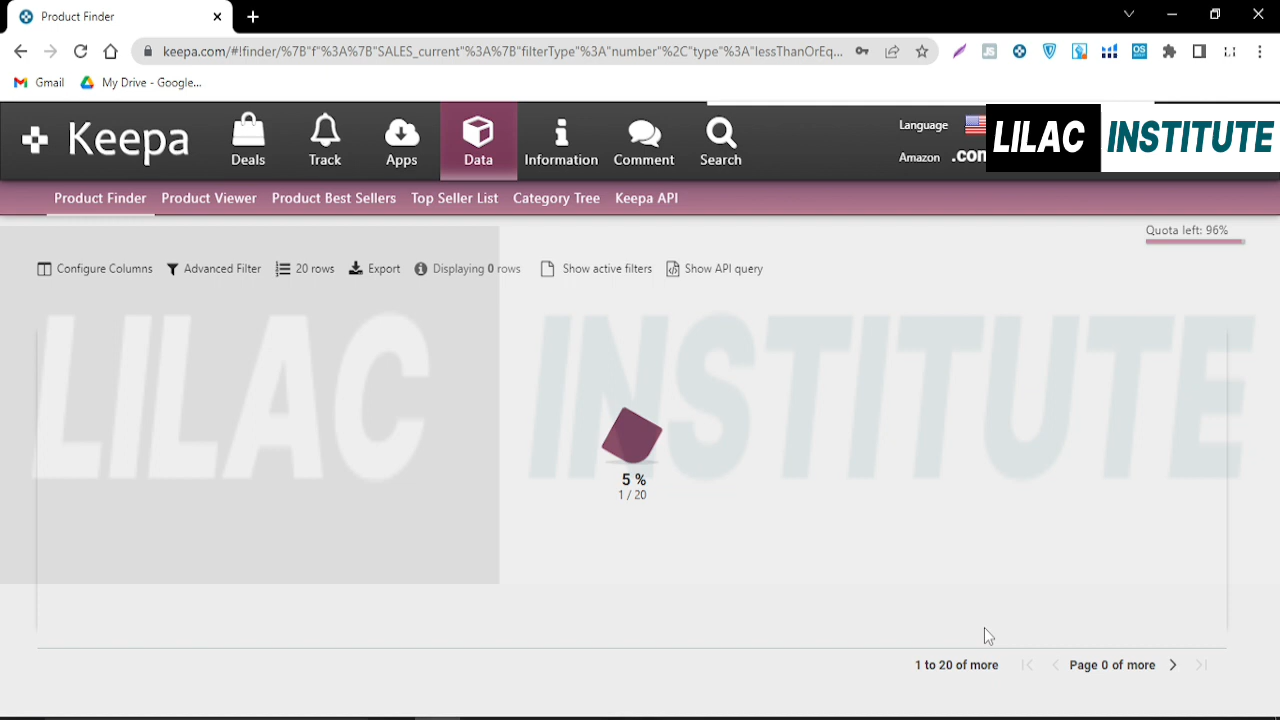 Product Finder
keepa.com/#!finder/%7B"f"%3A%7B"SALES_current"%3A%7B"filterType"%3A"number"%2C"type"%3A"lessThanOrEq...
Gmail
My Drive - Google...
Keepa
Deals
Track
Apps
Data
Information
Comment
Search
Language
Amazon
.com
LILAC INSTITUTE
Product Finder
Product Viewer
Product Best Sellers
Top Seller List
Category Tree
Keepa API
Quota left: 96%
Configure Columns
Advanced Filter
20 rows
Export
Displaying 0 rows
Show active filters
Show API query
LILAC INSTITUTE
5 %
1 / 20
1 to 20 of more
Page 0 of more